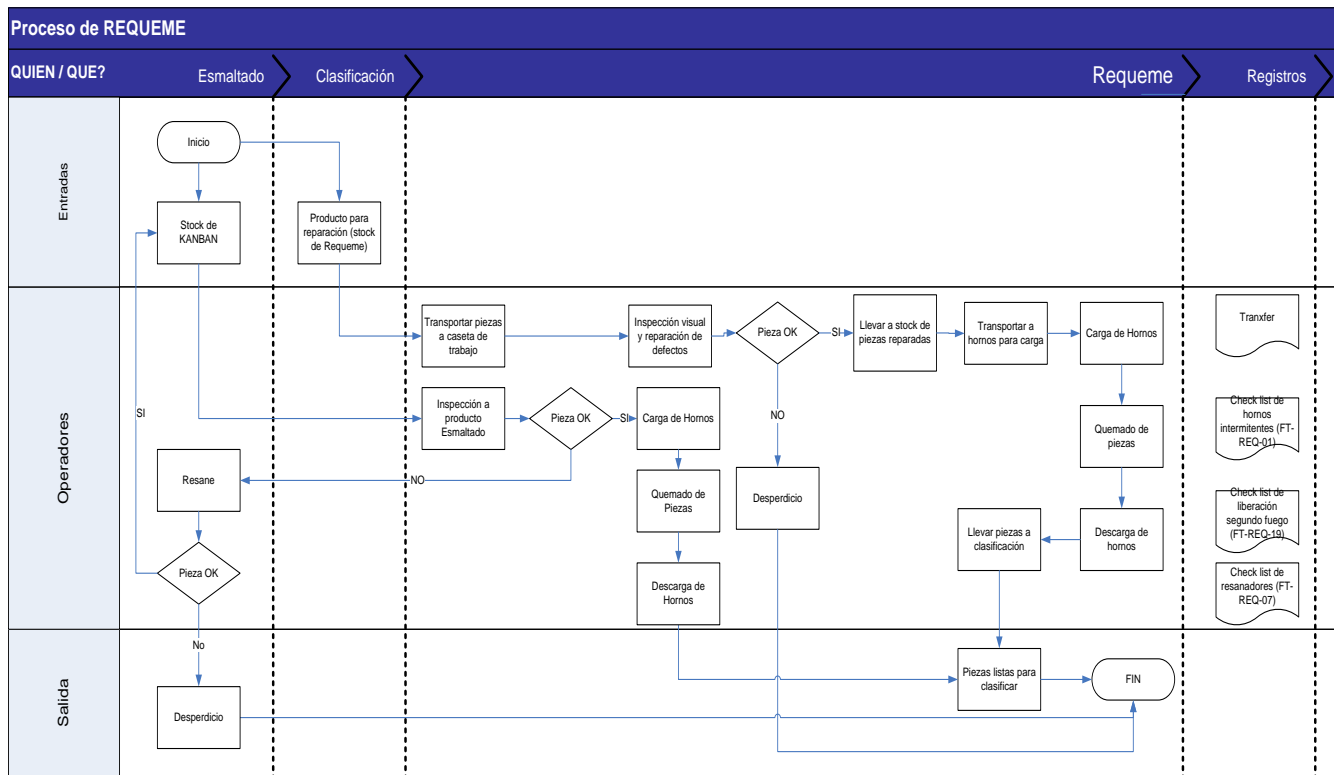 Proceso de REQUEME
QUIEN / QUE?
Esmaltado
Clasificación
Requeme
Registros
Entradas
Inicio
Stock de
KANBAN
Producto para
reparación (stock
de Requeme)
Operadores
Transportar piezas
a caseta de
trabajo
Inspección visual
y reparación de
defectos
Pieza OK
SI
Llevar a stock de
piezas reparadas
Transportar a
hornos para carga
Carga de Hornos
Tranxfer
SI
Inspección a
producto
Esmaltado
Pieza OK
SI
Carga de Hornos
NO
Quemado de
piezas
Check list de
hornos
intermitentes (FT-
REQ-01)
Resane
NO
Quemado de
Piezas
Desperdicio
Llevar piezas a
clasificación
Descarga de
hornos
Check list de
liberación
segundo fuego
(FT-REQ-19)
Pieza OK
Descarga de
Hornos
Check list de
resanadores (FT-
REQ-07)
Salida
No
Desperdicio
Piezas listas para
clasificar
FIN